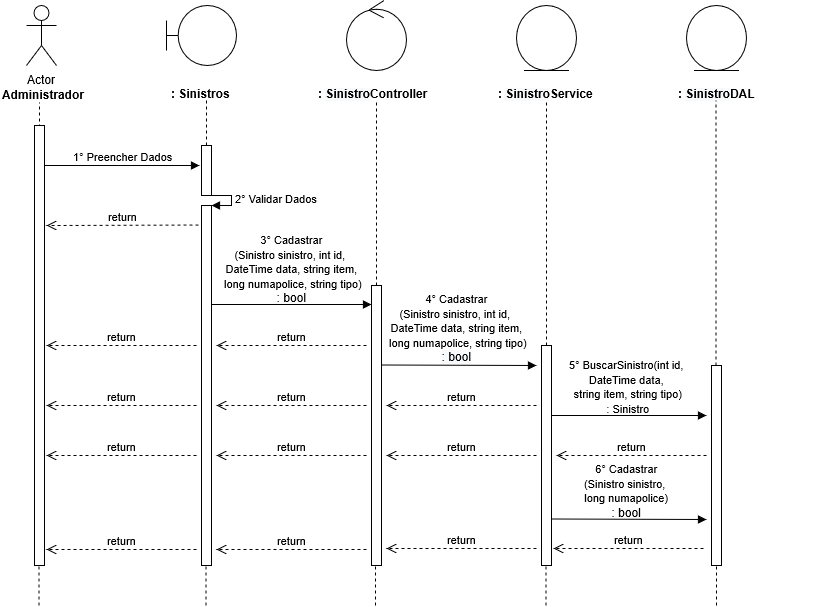 Actor
Administrador
: Sinistros
: SinistroController
: SinistroService
: SinistroDAL
1° Preencher Dados
2° Validar Dados
return
3° Cadastrar
(Sinistro sinistro, int id,
DateTime data, string item,
long numapolice, string tipo)
: bool
4° Cadastrar
(Sinistro sinistro, int id,
DateTime data, string item,
long numapolice, string tipo)
: bool
return
return
5° BuscarSinistro(int id,
DateTime data,
string item, string tipo)
: Sinistro
return
return
return
return
return
return
return
6° Cadastrar
(Sinistro sinistro,
long numapolice)
: bool
return
return
return
return